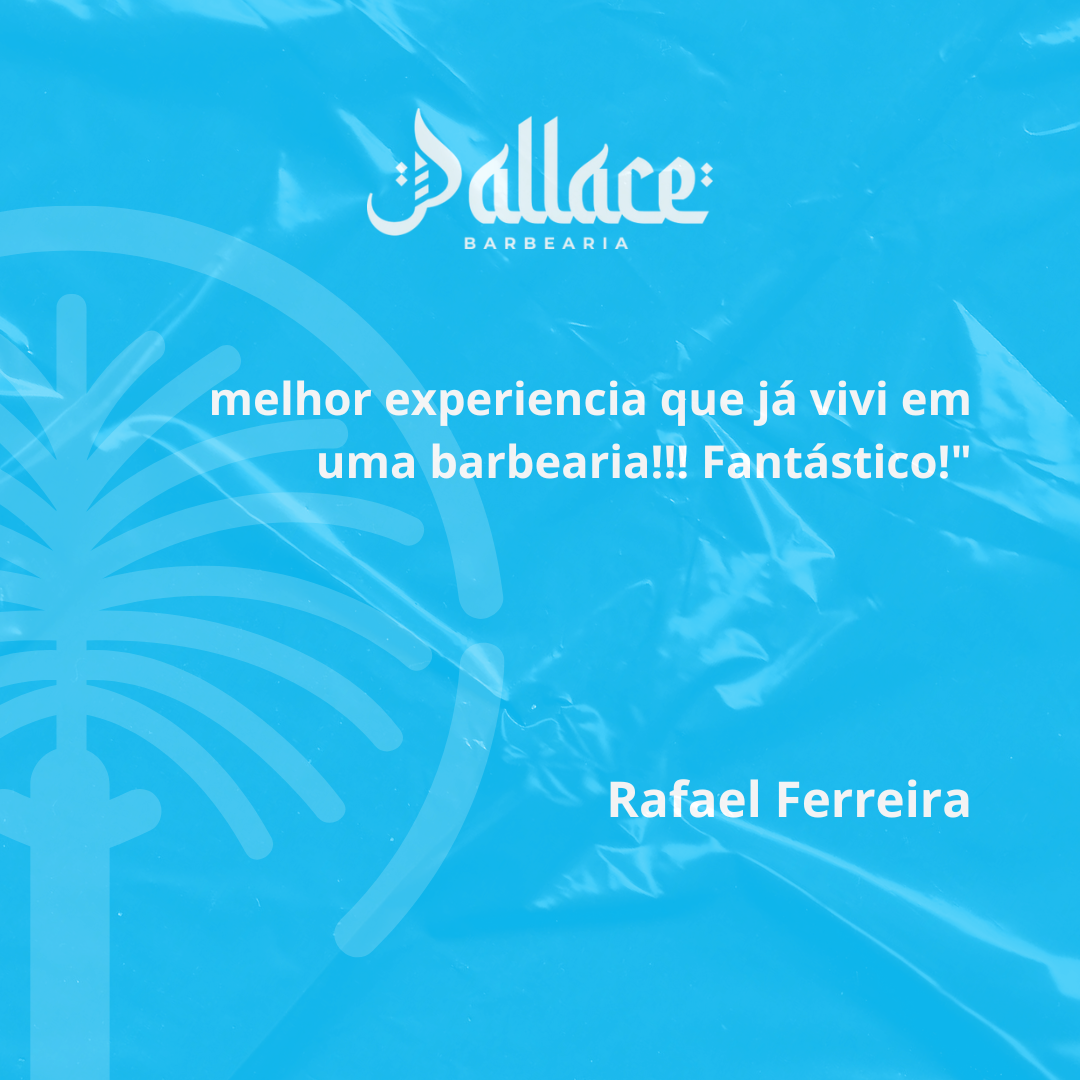 Pallace
BARBEARIA
melhor experiencia que já vivi em
uma barbearia!!! Fantástico!"
Rafael Ferreira